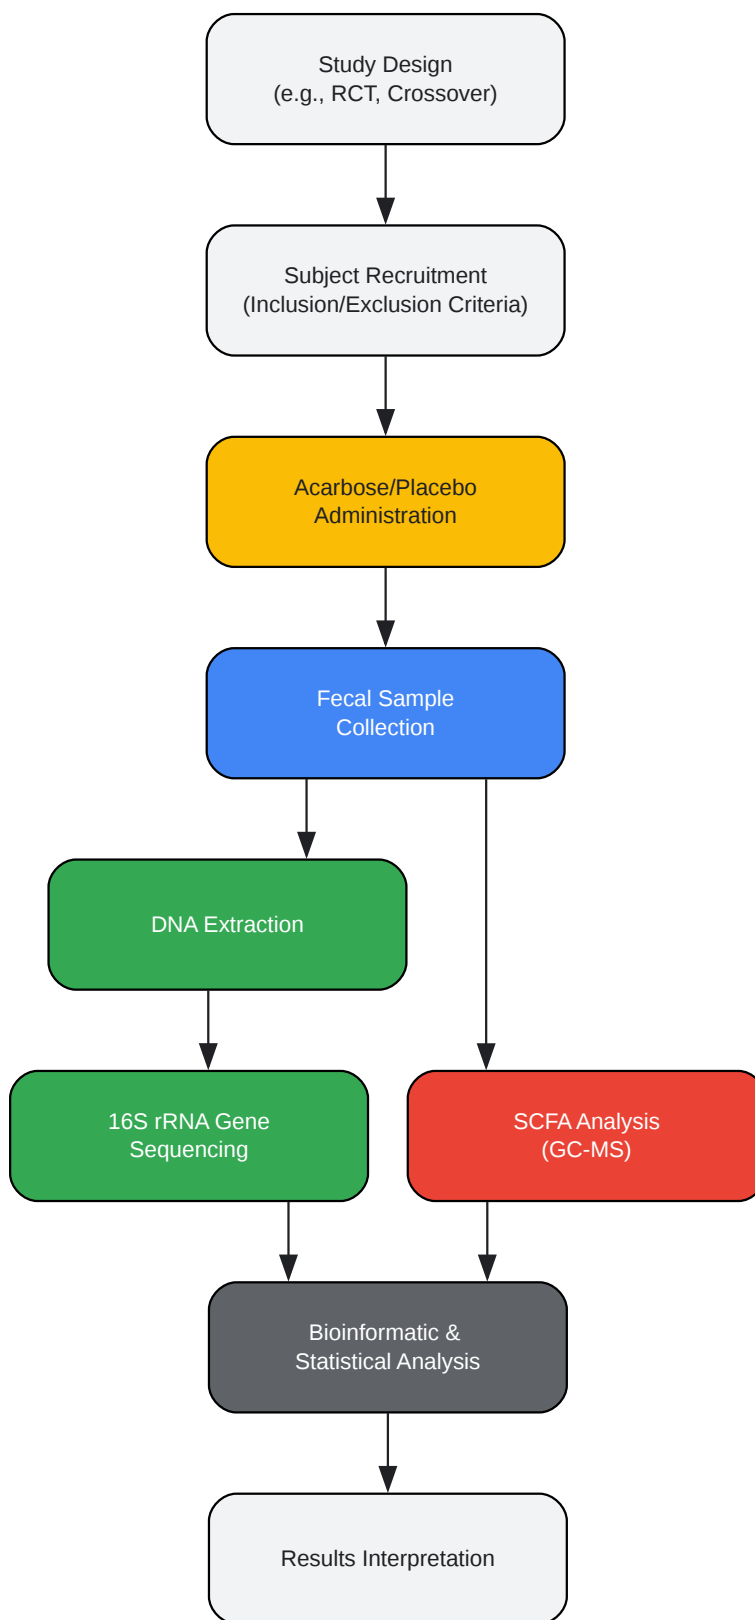 Study Design
(e.g., RCT, Crossover)
Subject Recruitment
(Inclusion/Exclusion Criteria)
Acarbose/Placebo
Administration
Fecal Sample
Collection
DNA Extraction
16S rRNA Gene
Sequencing
SCFA Analysis
(GC-MS)
Bioinformatic &
Statistical Analysis
Results Interpretation